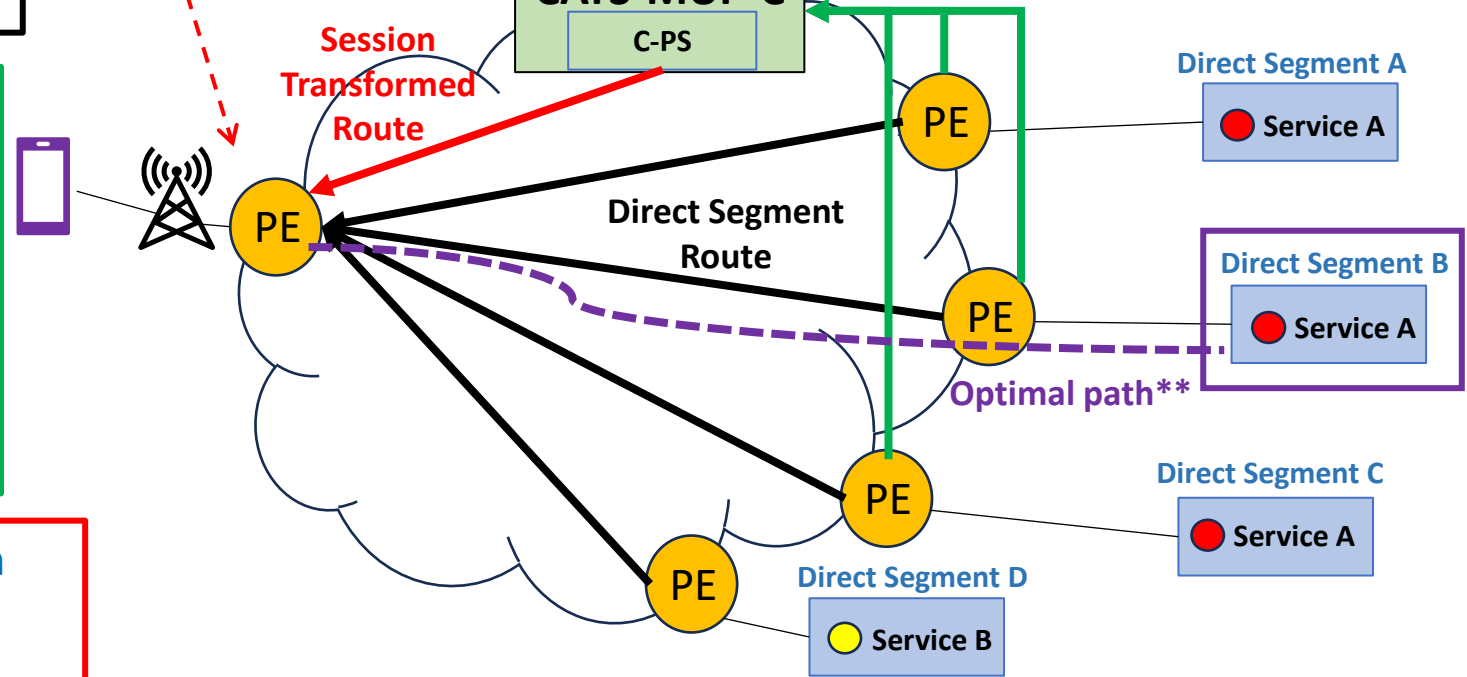 C-PS
Session
Transformed
Route
Direct Segment A
PE
Service A
PE
Direct Segment
Route
Direct Segment B
PE
Service A
Optimal path**
Direct Segment C
PE
Service A
PE
Direct Segment D
Service B